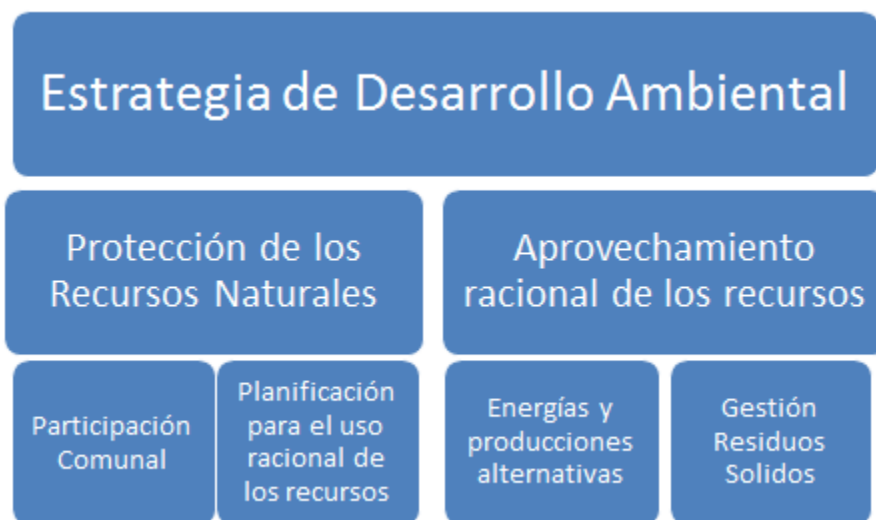 Estrategia de Desarrollo Ambiental
Protección de los
Recursos Naturales
Aprovechamiento
racional de los recursos
Participación
Comunal
Planificación
para el uso
racional de
los recursos
Energías y
producciones
alternativas
Gestión
Residuos
Solidos